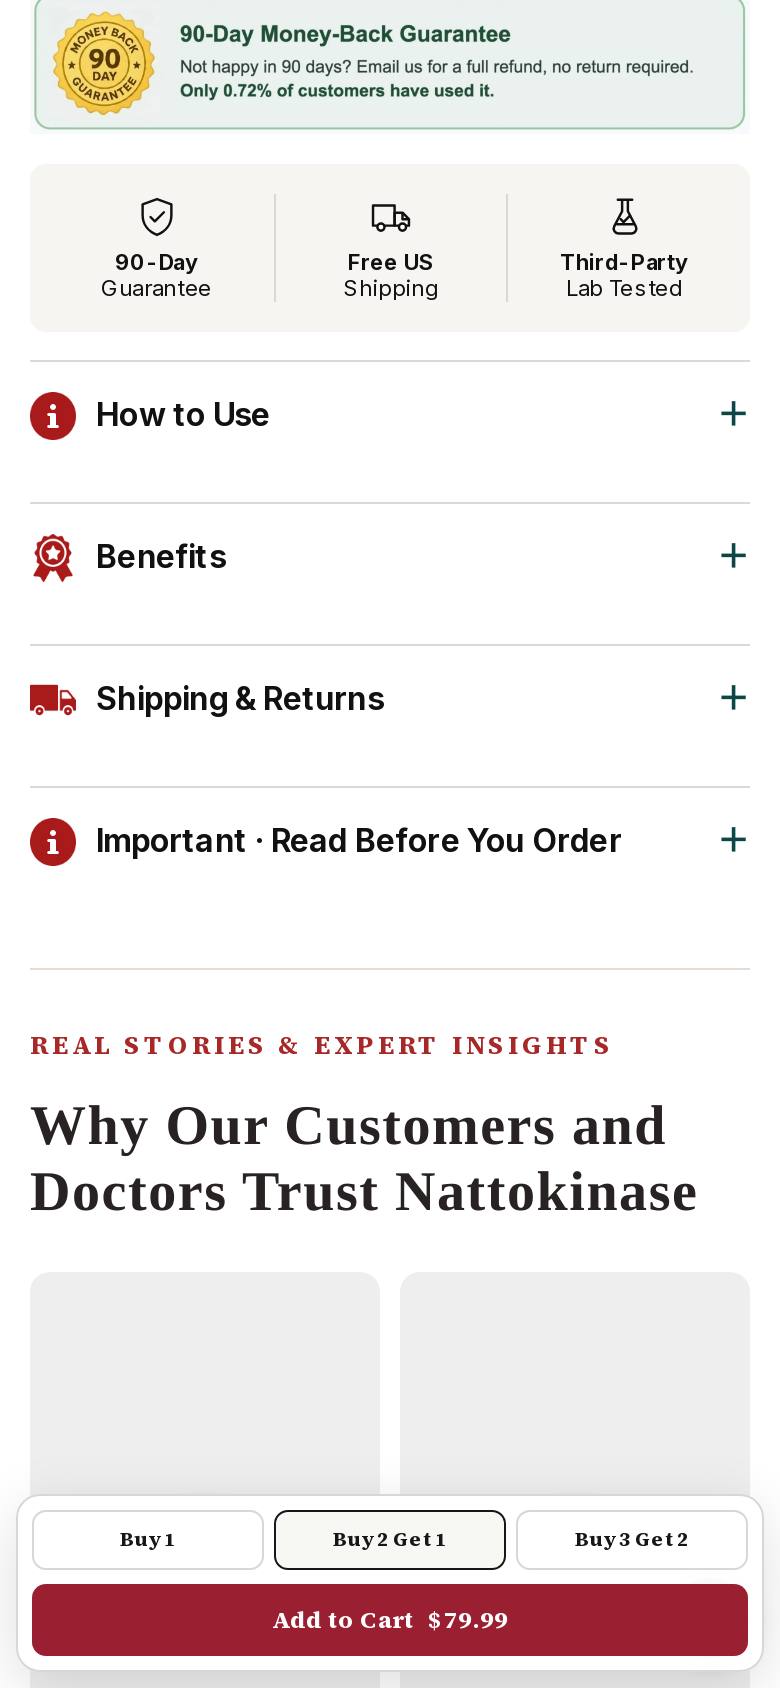 MONEY BACK
90
DAY
GUARANTEE
90-Day Money-Back Guarantee
Not happy in 90 days? Email us for a full refund, no return required.
Only 0.72% of customers have used it.
90-Day
Guarantee
Free US
Shipping
Third-Party
Lab Tested
How to Use
Benefits
Shipping & Returns
Important · Read Before You Order
REAL STORIES & EXPERT INSIGHTS
Why Our Customers and
Doctors Trust Nattokinase
Buy 1
Buy 2 Get 1
Buy 3 Get 2
Add to Cart $79.99